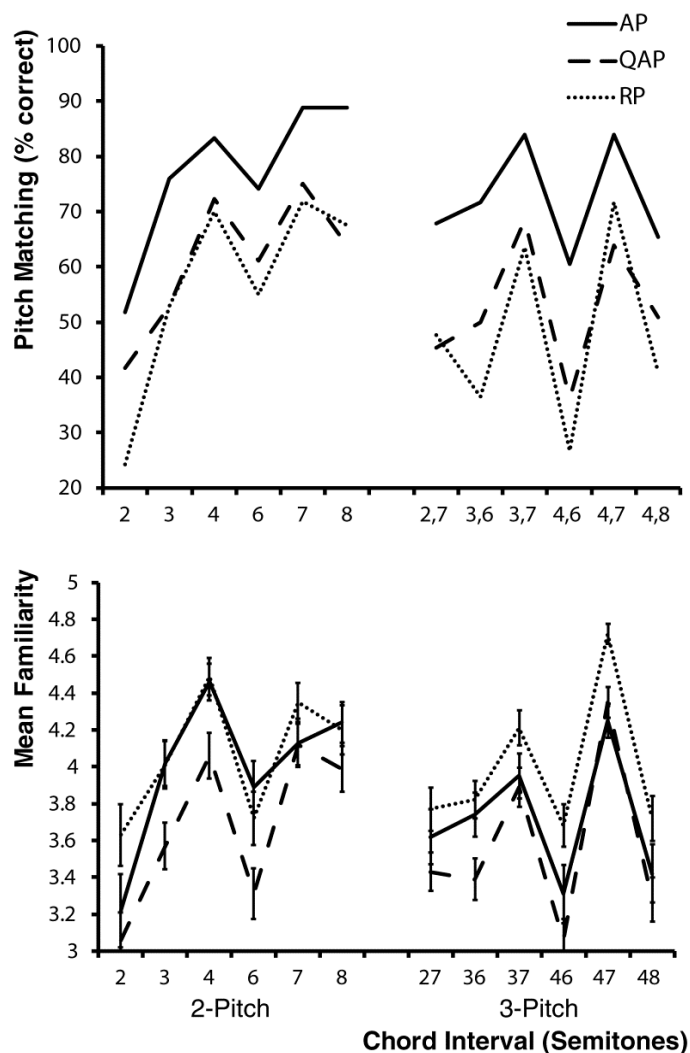 AP
QAP
RP
Pitch Matching (% correct)
100
90
80
70
60
50
40
30
20
2 3 4 6 7 8 2,7 3,6 3,7 4,6 4,7 4,8
Mean Familiarity
5
4.8
4.6
4.4
4.2
4
3.8
3.6
3.4
3.2
3
2 3 4 6 7 8 27 36 37 46 47 48
2-Pitch 3-Pitch
Chord Interval (Semitones)